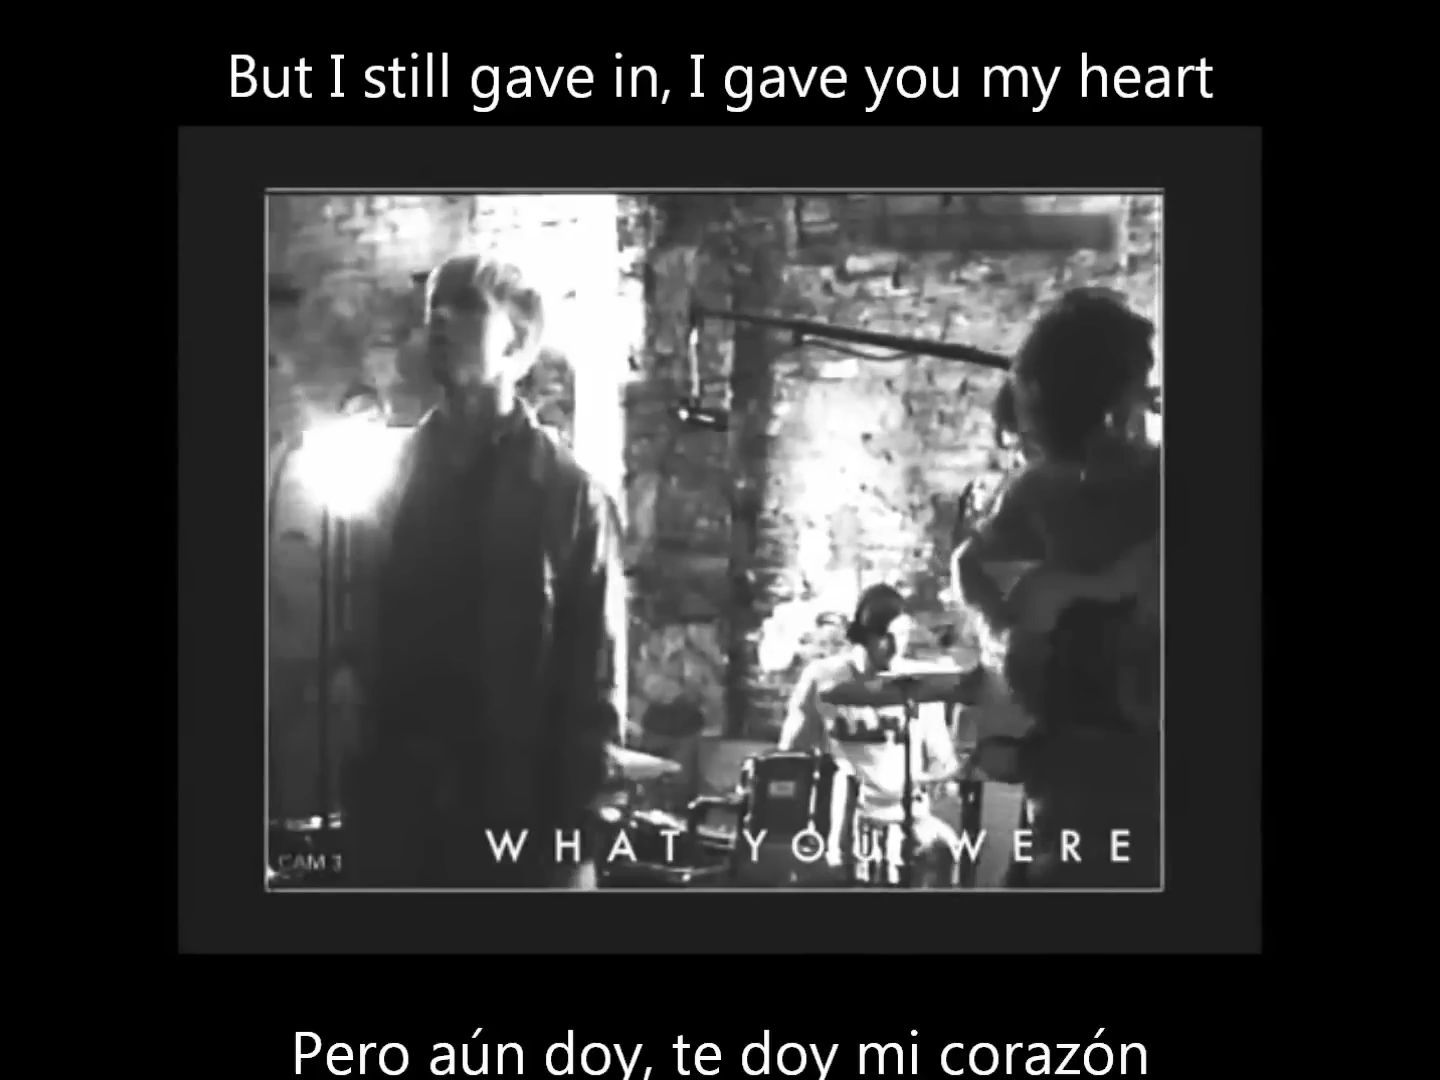 But I still gave in, I gave you my heart
WHAT YOU WERE
CAM 3
Pero aún doy, te doy mi corazón